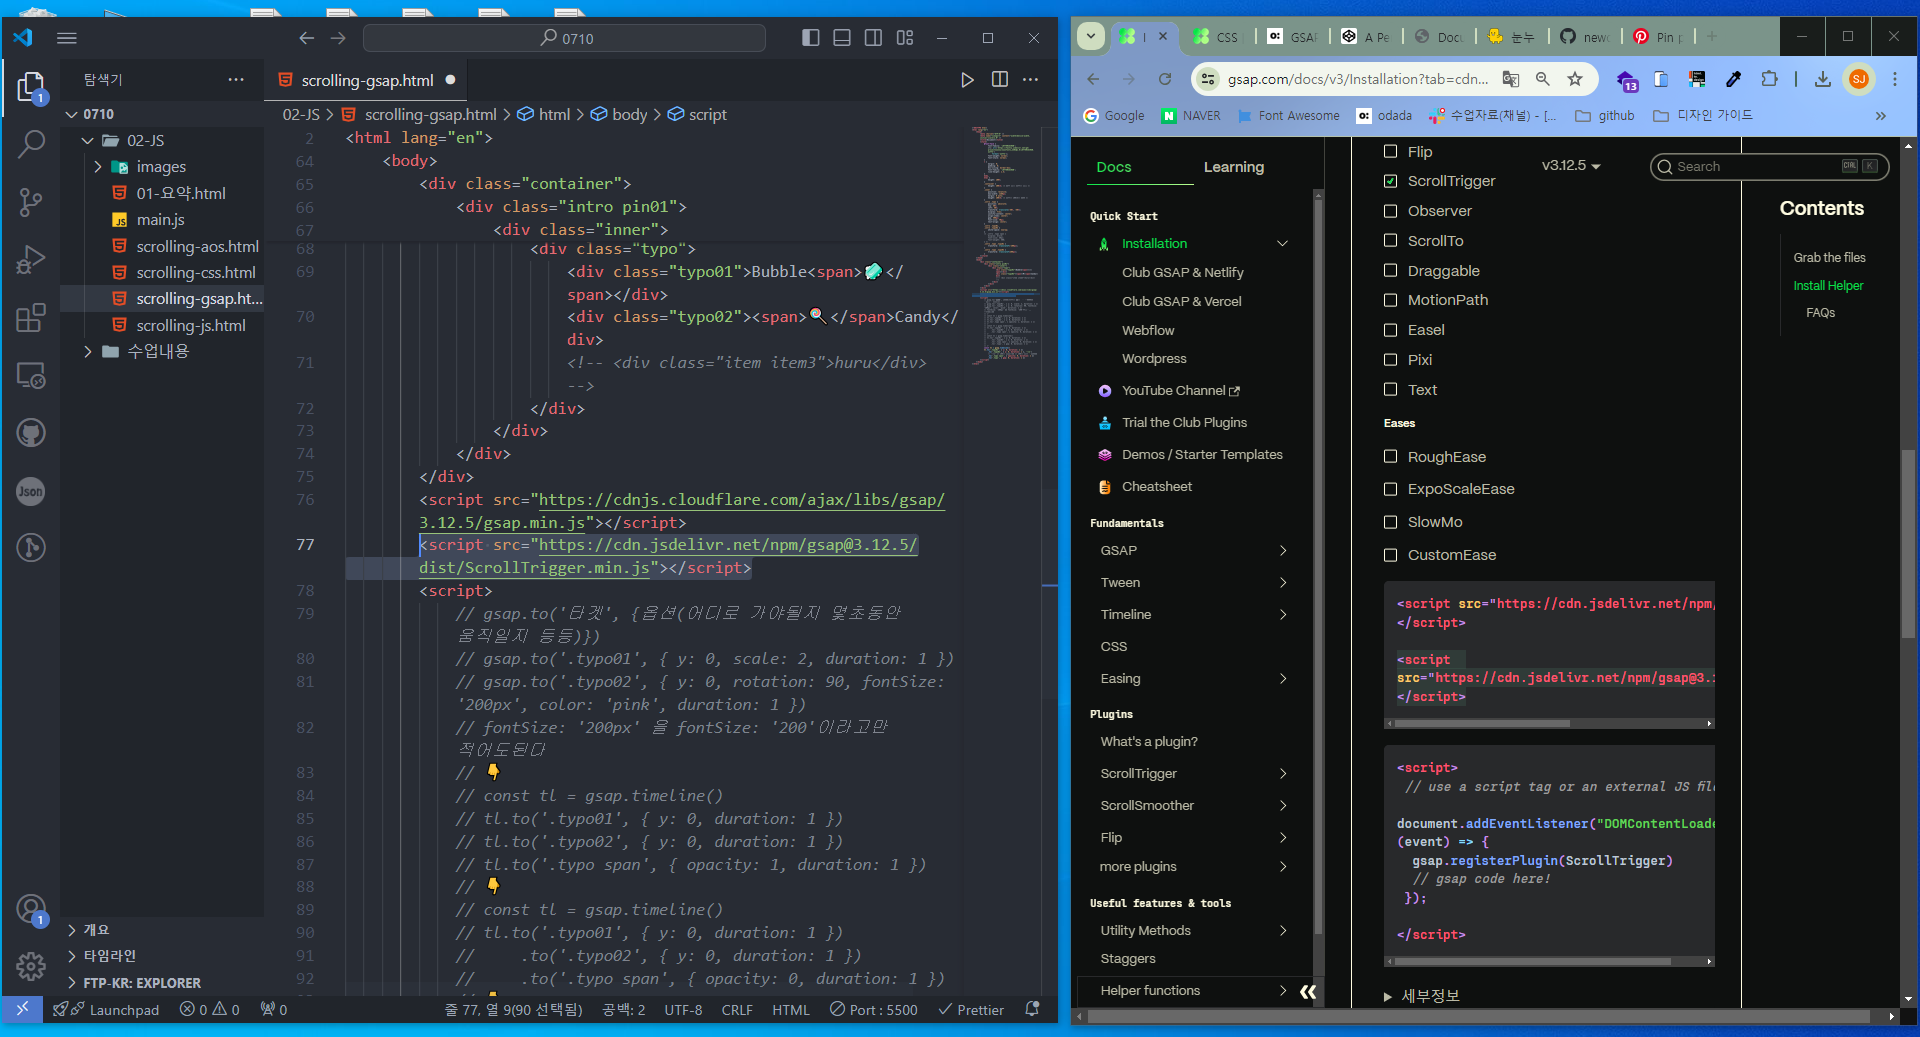 0710
탐색기
scrolling-gsap.html
0710
02-JS
images
01-요약.html
main.js
scrolling-aos.html
scrolling-css.html
scrolling-gsap.ht...
scrolling-js.html
수업내용
개요
타임라인
FTP-KR: EXPLORER
1
Json
1
02-JS > scrolling-gsap.html > html > body > script
2 <html lang="en">
64 <body>
65 <div class="container">
66 <div class="intro pin01">
67 <div class="inner">
68 <div class="typo">
69 <div class="typo01">Bubble<span>🧼</
span></div>
70 <div class="typo02"><span>🍭</span>Candy</
div>
71 <!-- <div class="item item3">huru</div>
-->
72 </div>
73 </div>
74 </div>
75 </div>
76 <script src="https://cdnjs.cloudflare.com/ajax/libs/gsap/
3.12.5/gsap.min.js"></script>
77 <script src="https://cdn.jsdelivr.net/npm/gsap@3.12.5/
dist/ScrollTrigger.min.js"></script>
78 <script>
79 // gsap.to('타겟', {옵션(어디로 가야될지 몇초동안
움직일지 등등)})
80 // gsap.to('.typo01', { y: 0, scale: 2, duration: 1 })
81 // gsap.to('.typo02', { y: 0, rotation: 90, fontSize:
'200px', color: 'pink', duration: 1 })
82 // fontSize: '200px' 을 fontSize: '200'이라고만
적어도된다
83 // 👇
84 // const tl = gsap.timeline()
85 // tl.to('.typo01', { y: 0, duration: 1 })
86 // tl.to('.typo02', { y: 0, duration: 1 })
87 // tl.to('.typo span', { opacity: 1, duration: 1 })
88 // 👇
89 // const tl = gsap.timeline()
90 // tl.to('.typo01', { y: 0, duration: 1 })
91 // .to('.typo02', { y: 0, duration: 1 })
92 // .to('.typo span', { opacity: 0, duration: 1 })
Launchpad 0 0 0 줄 77, 열 9(90 선택됨) 공백: 2 UTF-8 CRLF HTML Port : 5500 Prettier
I CSS GSAP A Pe Docu 눈누 newc Pin p
gsap.com/docs/v3/Installation?tab=cdn... 13 SJ
Google NAVER Font Awesome odada 수업자료(채널) - [... github 디자인 가이드
Docs Learning v3.12.5 Search CTRL K
Quick Start
Installation
Club GSAP & Netlify
Club GSAP & Vercel
Webflow
Wordpress
YouTube Channel
Trial the Club Plugins
Demos / Starter Templates
Cheatsheet
Fundamentals
GSAP
Tween
Timeline
CSS
Easing
Plugins
What's a plugin?
ScrollTrigger
ScrollSmoother
Flip
more plugins
Useful features & tools
Utility Methods
Staggers
Helper functions
Flip
ScrollTrigger
Observer
ScrollTo
Draggable
MotionPath
Easel
Pixi
Text
Eases
RoughEase
ExpoScaleEase
SlowMo
CustomEase
<script src="https://cdn.jsdelivr.net/npm/
</script>
<script
src="https://cdn.jsdelivr.net/npm/gsap@3.1
</script>
<script>
// use a script tag or an external JS file
document.addEventListener("DOMContentLoade
(event) => {
gsap.registerPlugin(ScrollTrigger)
// gsap code here!
});
</script>
세부정보
Contents
Grab the files
Install Helper
FAQs